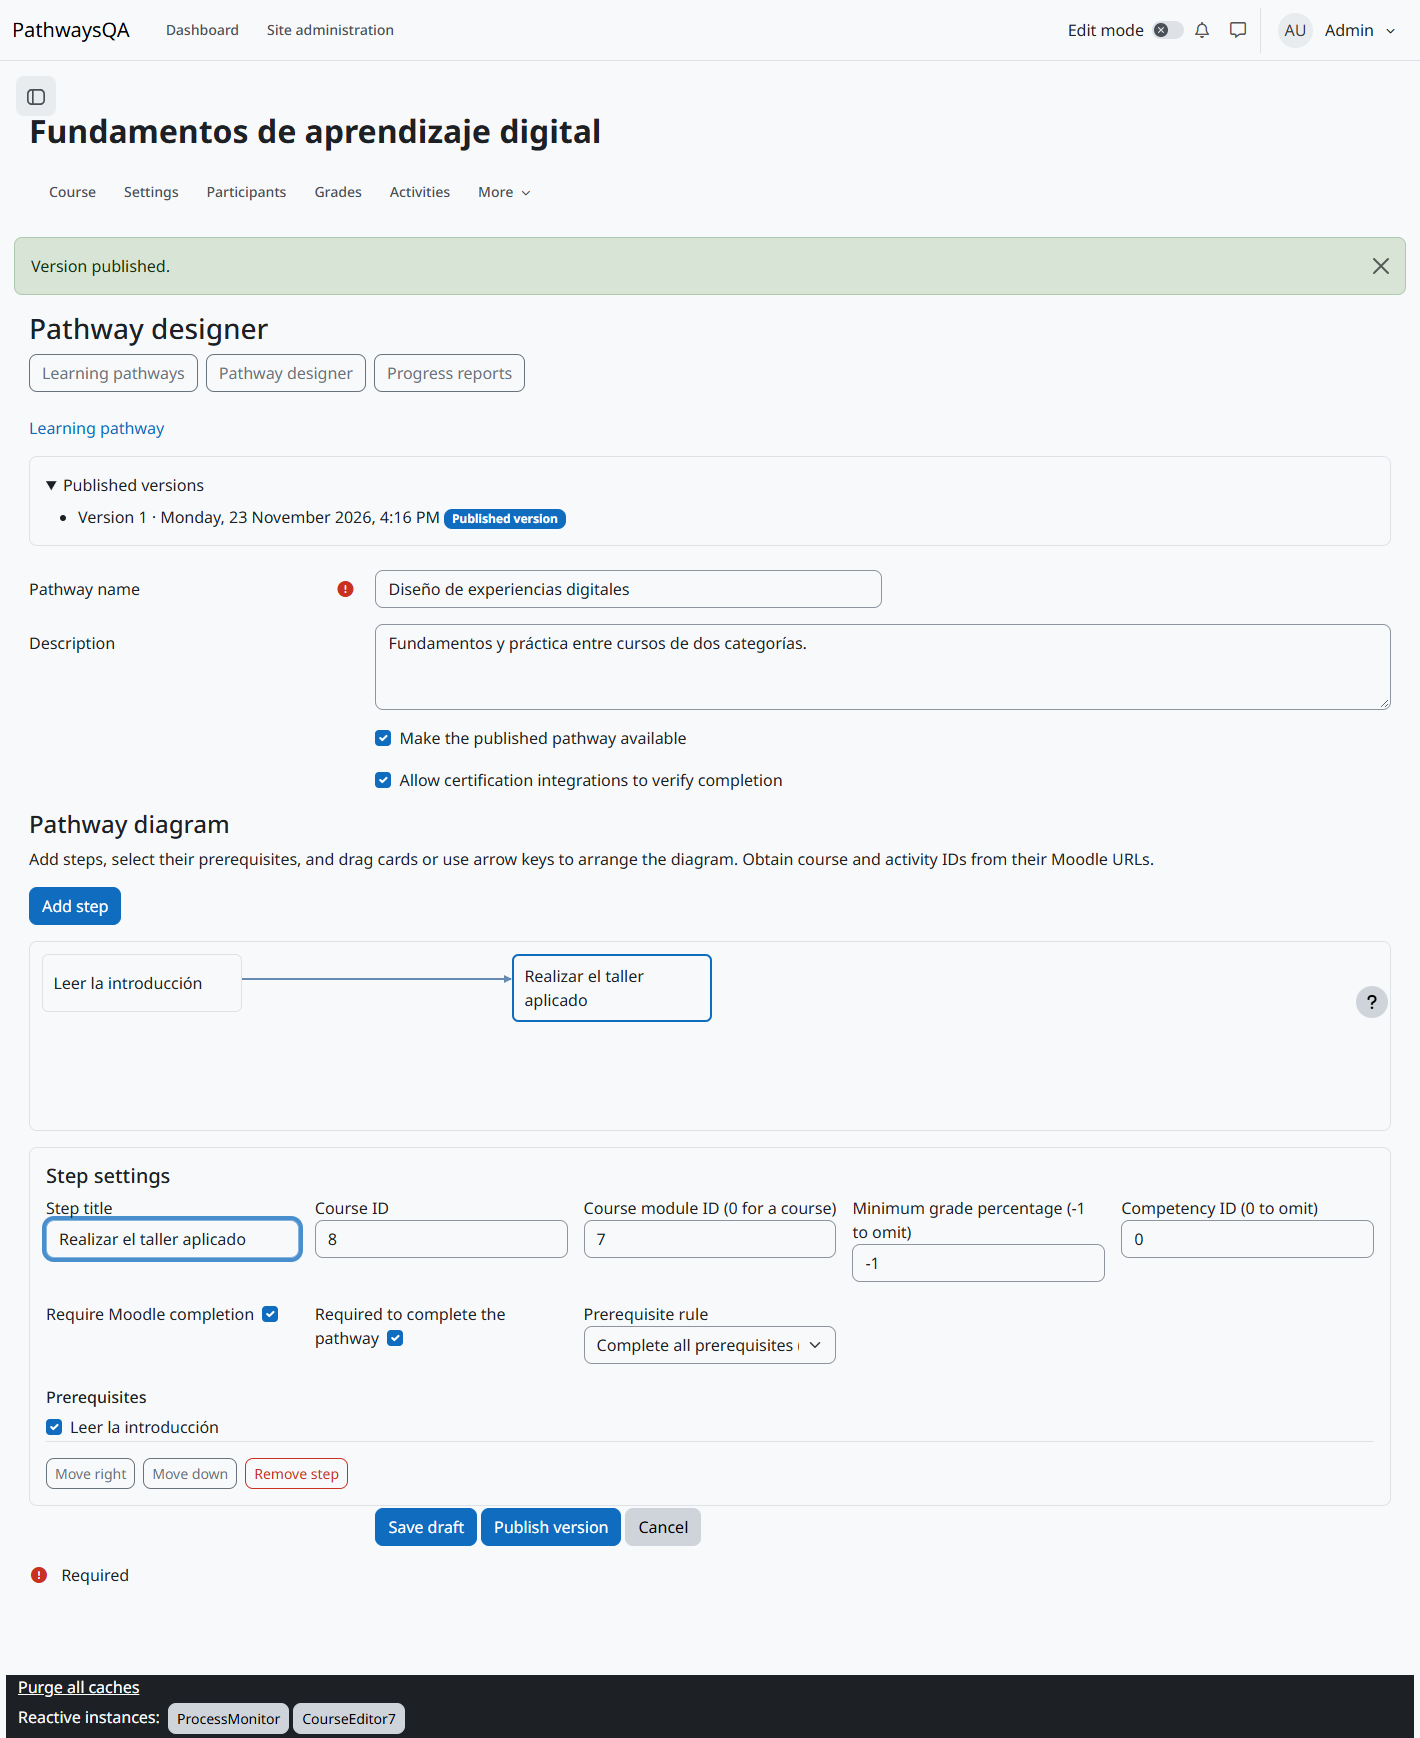 PathwaysQA Dashboard Site administration Edit mode AU Admin
Fundamentos de aprendizaje digital
Course Settings Participants Grades Activities More
Version published.
Pathway designer
Learning pathways Pathway designer Progress reports
Learning pathway
Published versions
Version 1 · Monday, 23 November 2026, 4:16 PM Published version
Pathway name Diseño de experiencias digitales
Description Fundamentos y práctica entre cursos de dos categorías.
Make the published pathway available
Allow certification integrations to verify completion
Pathway diagram
Add steps, select their prerequisites, and drag cards or use arrow keys to arrange the diagram. Obtain course and activity IDs from their Moodle URLs.
Add step
Leer la introducción
Realizar el taller
aplicado
?
Step settings
Step title
Realizar el taller aplicado
Course ID
8
Course module ID (0 for a course)
7
Minimum grade percentage (-1
to omit)
-1
Competency ID (0 to omit)
0
Require Moodle completion
Required to complete the
pathway
Prerequisite rule
Complete all prerequisites
Prerequisites
Leer la introducción
Move right Move down Remove step
Save draft Publish version Cancel
Required
Purge all caches
Reactive instances: ProcessMonitor CourseEditor7